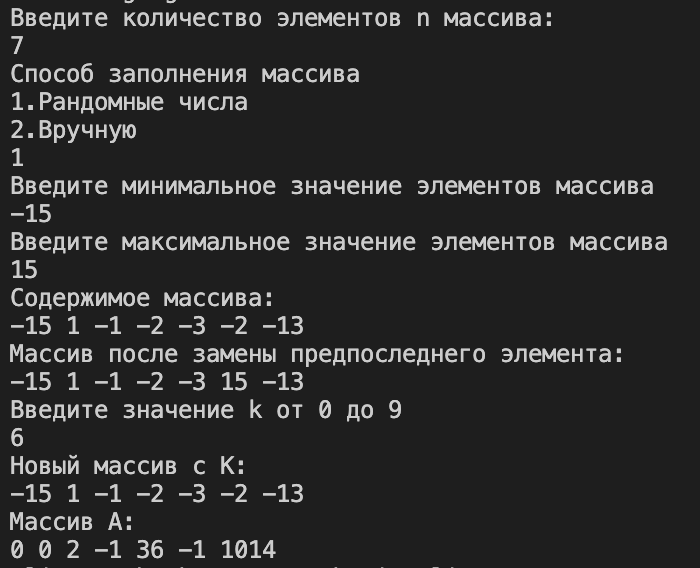 Введите количество элементов n массива:
7
Способ заполнения массива
1.Рандомные числа
2.Вручную
1
Введите минимальное значение элементов массива
-15
Введите максимальное значение элементов массива
15
Содержимое массива:
-15 1 -1 -2 -3 -2 -13
Массив после замены предпоследнего элемента:
-15 1 -1 -2 -3 15 -13
Введите значение k от 0 до 9
6
Новый массив с К:
-15 1 -1 -2 -3 -2 -13
Массив А:
0 0 2 -1 36 -1 1014